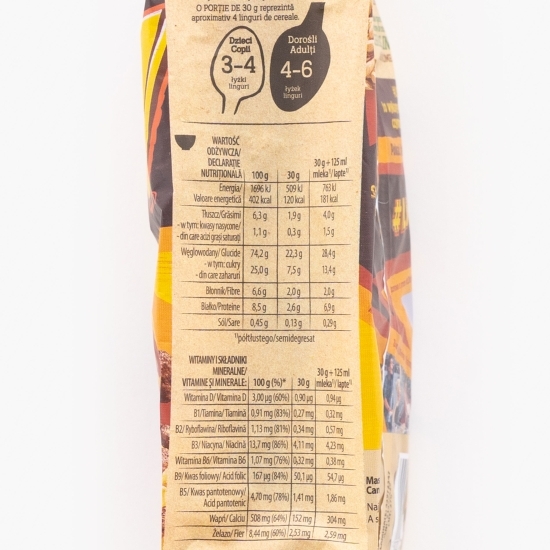 O PORȚIE DE 30 g reprezintă
aproximativ 4 linguri de cereale.
Dzieci
Copii
3–4
łyżki
linguri
Dorośli
Adulți
4–6
łyżek
linguri
WARTOŚĆ
ODŻYWCZA/
DECLARAȚIE
NUTRIȚIONALĂ 100 g 30 g 30 g + 125 ml mleka¹⁾/lapte¹⁾
Energia/ 1696 kJ 509 kJ 763 kJ
Valoare energetică 402 kcal 120 kcal 181 kcal
Tłuszcz/Grăsimi 6,3 g 1,9 g 4,0 g
- w tym: kwasy nasycone/
- din care acizi grași saturați 1,1 g 0,3 g 1,5 g
Węglowodany/ Glucide 74,2 g 22,3 g 28,4 g
- w tym: cukry
- din care zaharuri 25,0 g 7,5 g 13,4 g
Błonnik/Fibre 6,6 g 2,0 g 2,0 g
Białko/Proteine 8,5 g 2,6 g 6,9 g
Sól/Sare 0,45 g 0,13 g 0,29 g
¹⁾półtłustego/semidegresat
WITAMINY I SKŁADNIKI
MINERALNE/
VITAMINE ȘI MINERALE: 100 g (%)* 30 g 30 g + 125 ml mleka¹⁾/lapte¹⁾
Witamina D/ Vitamina D 3,00 µg (60%) 0,90 µg 0,94 µg
B1/Tiamina/ Tiamină 0,91 mg (83%) 0,27 mg 0,32 mg
B2/ Ryboflawina/ Riboflavină 1,13 mg (81%) 0,34 mg 0,57 mg
B3/ Niacyna/ Niacină 13,7 mg (86%) 4,11 mg 4,23 mg
Witamina B6/ Vitamina B6 1,07 mg (76%) 0,32 mg 0,38 mg
B9/ Kwas foliowy/ Acid folic 167 µg (84%) 50,1 µg 54,7 µg
B5/ Kwas pantotenowy/
Acid pantotenic 4,70 mg (78%) 1,41 mg 1,86 mg
Wapń/ Calciu 508 mg (64%) 152 mg 304 mg
Żelazo/ Fier 8,44 mg (60%) 2,53 mg 2,59 mg